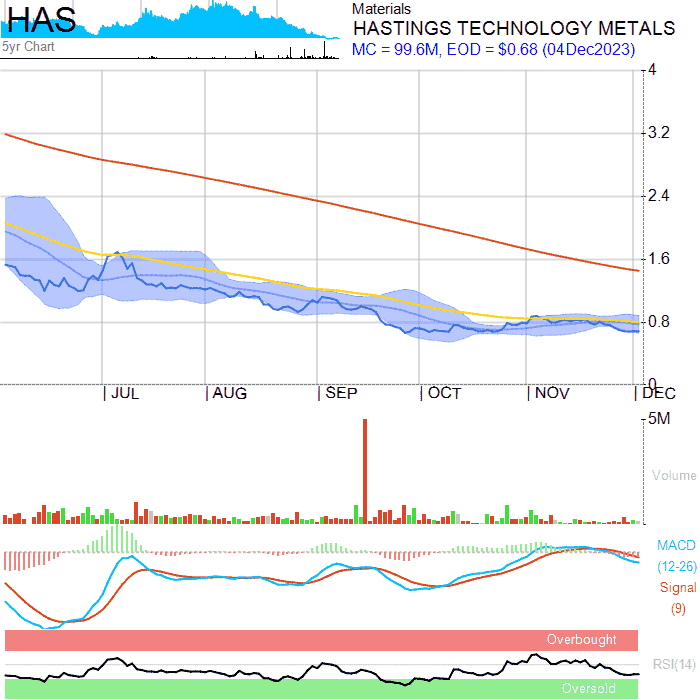 HAS
5yr Chart
Materials
HASTINGS TECHNOLOGY METALS
MC = 99.6M, EOD = $0.68 (04Dec2023)
4
3.2
2.4
1.6
0.8
0
JUL
AUG
SEP
OCT
NOV
DEC
5M
Volume
MACD
(12-26)
Signal
(9)
Overbought
RSI(14)
Oversold